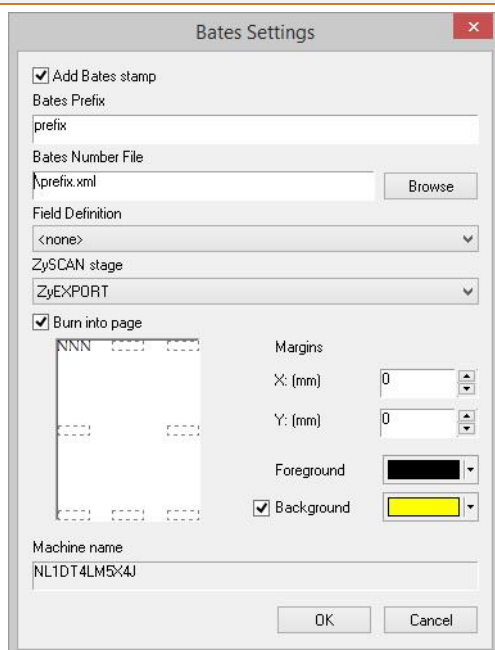 Bates Settings
Add Bates stamp
Bates Prefix
prefix
Bates Number File
\prefix.xml
Browse
Field Definition
<none>
ZySCAN stage
ZyEXPORT
Burn into page
NNN
Margins
X: (mm) 0
Y: (mm) 0
Foreground
Background
Machine name
NL1DT4LM5X4J
OK Cancel